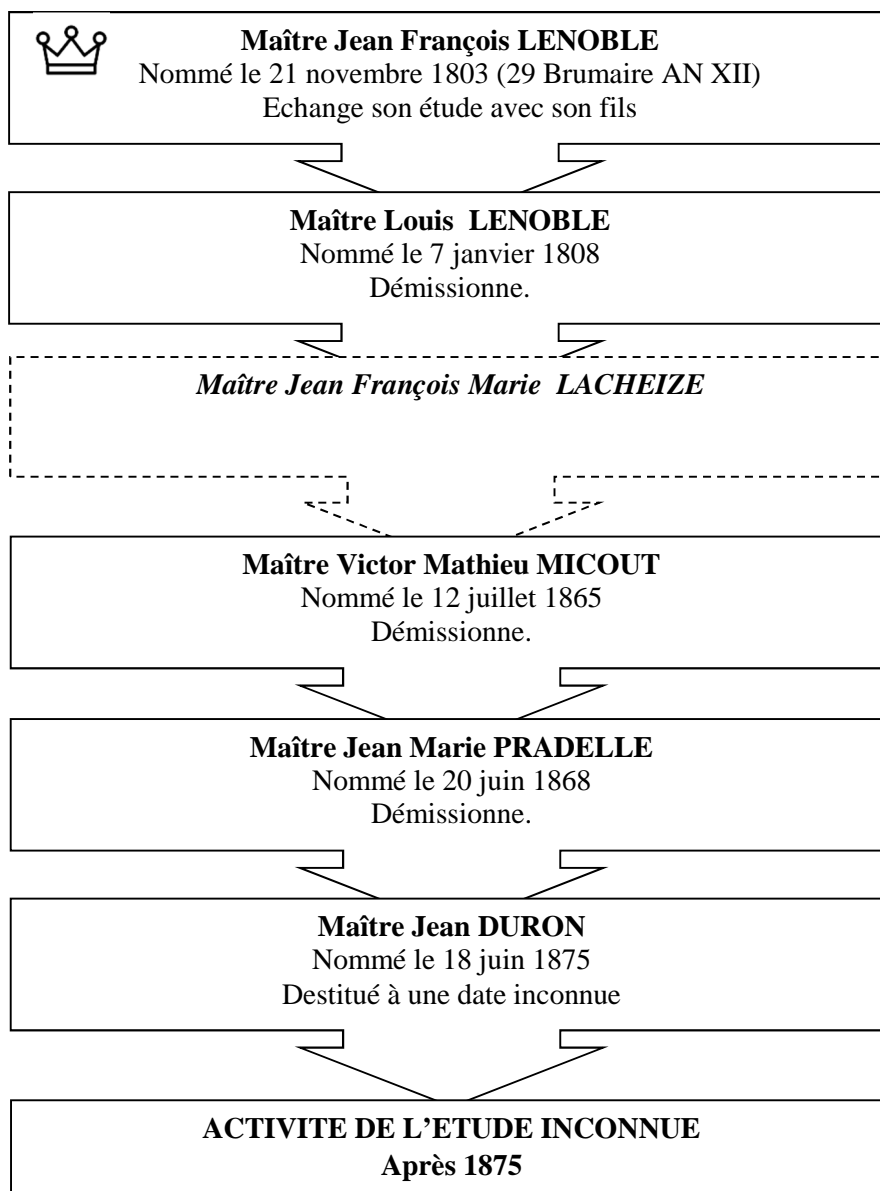 Maître Jean François LENOBLE
Nommé le 21 novembre 1803 (29 Brumaire AN XII)
Echange son étude avec son fils
Maître Louis  LENOBLE
Nommé le 7 janvier 1808
Démissionne.
Maître Jean François Marie  LACHEIZE
Maître Victor Mathieu MICOUT
Nommé le 12 juillet 1865
Démissionne.
Maître Jean Marie PRADELLE
Nommé le 20 juin 1868
Démissionne.
Maître Jean DURON
Nommé le 18 juin 1875
Destitué à une date inconnue
ACTIVITE DE L’ETUDE INCONNUE
Après 1875